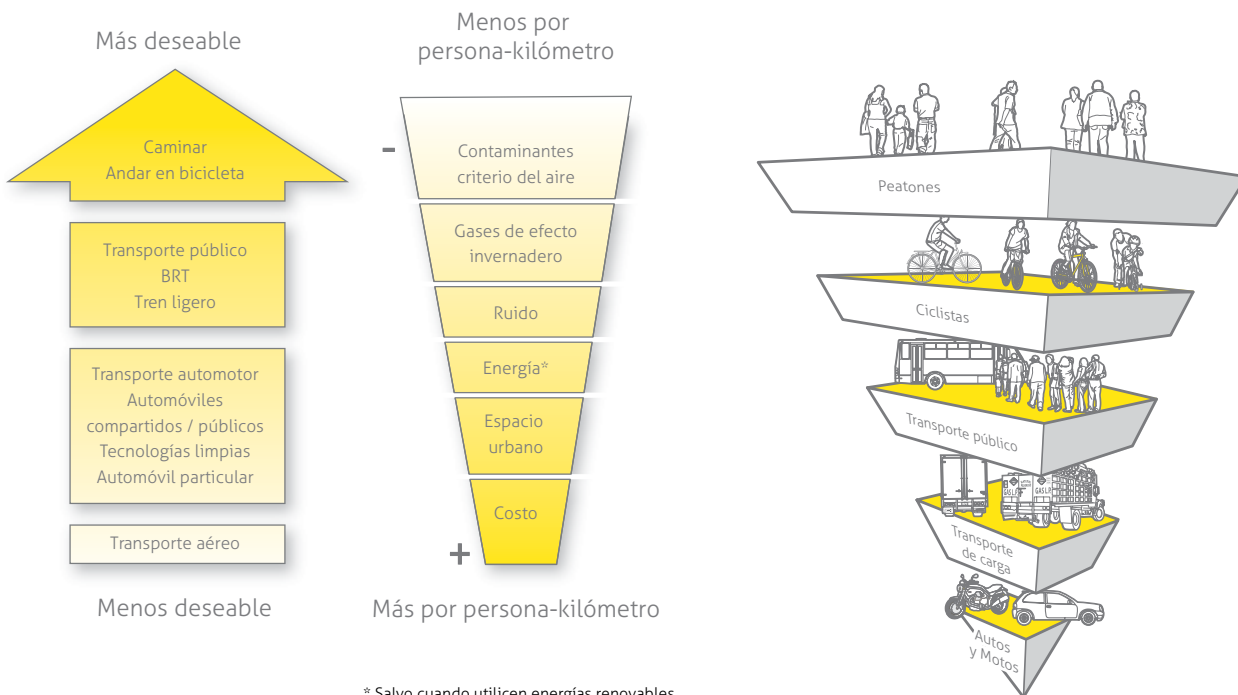 Más deseable
Caminar
Andar en bicicleta
Transporte público
BRT
Tren ligero
Transporte automotor
Automóviles
compartidos / públicos
Tecnologías limpias
Automóvil particular
Transporte aéreo
Menos deseable
Menos por
persona-kilómetro
-
Contaminantes
criterio del aire
Gases de efecto
invernadero
Ruido
Energía*
Espacio
urbano
Costo
+
Más por persona-kilómetro
* Salvo cuando utilicen energías renovables
Peatones
Ciclistas
Transporte público
GAS L.P.
GAS L.P.
Transporte
de carga
Autos
y Motos